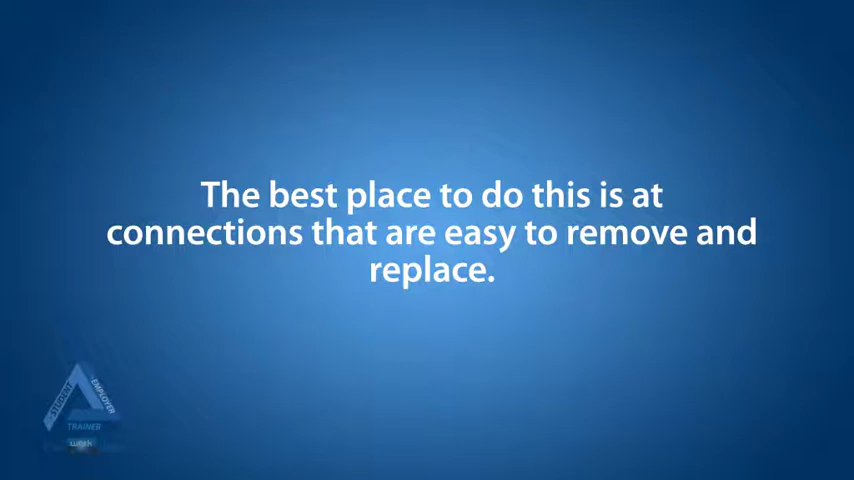 The best place to do this is at
connections that are easy to remove and
replace.
STUDENT
EMPLOYER
TRAINER
work